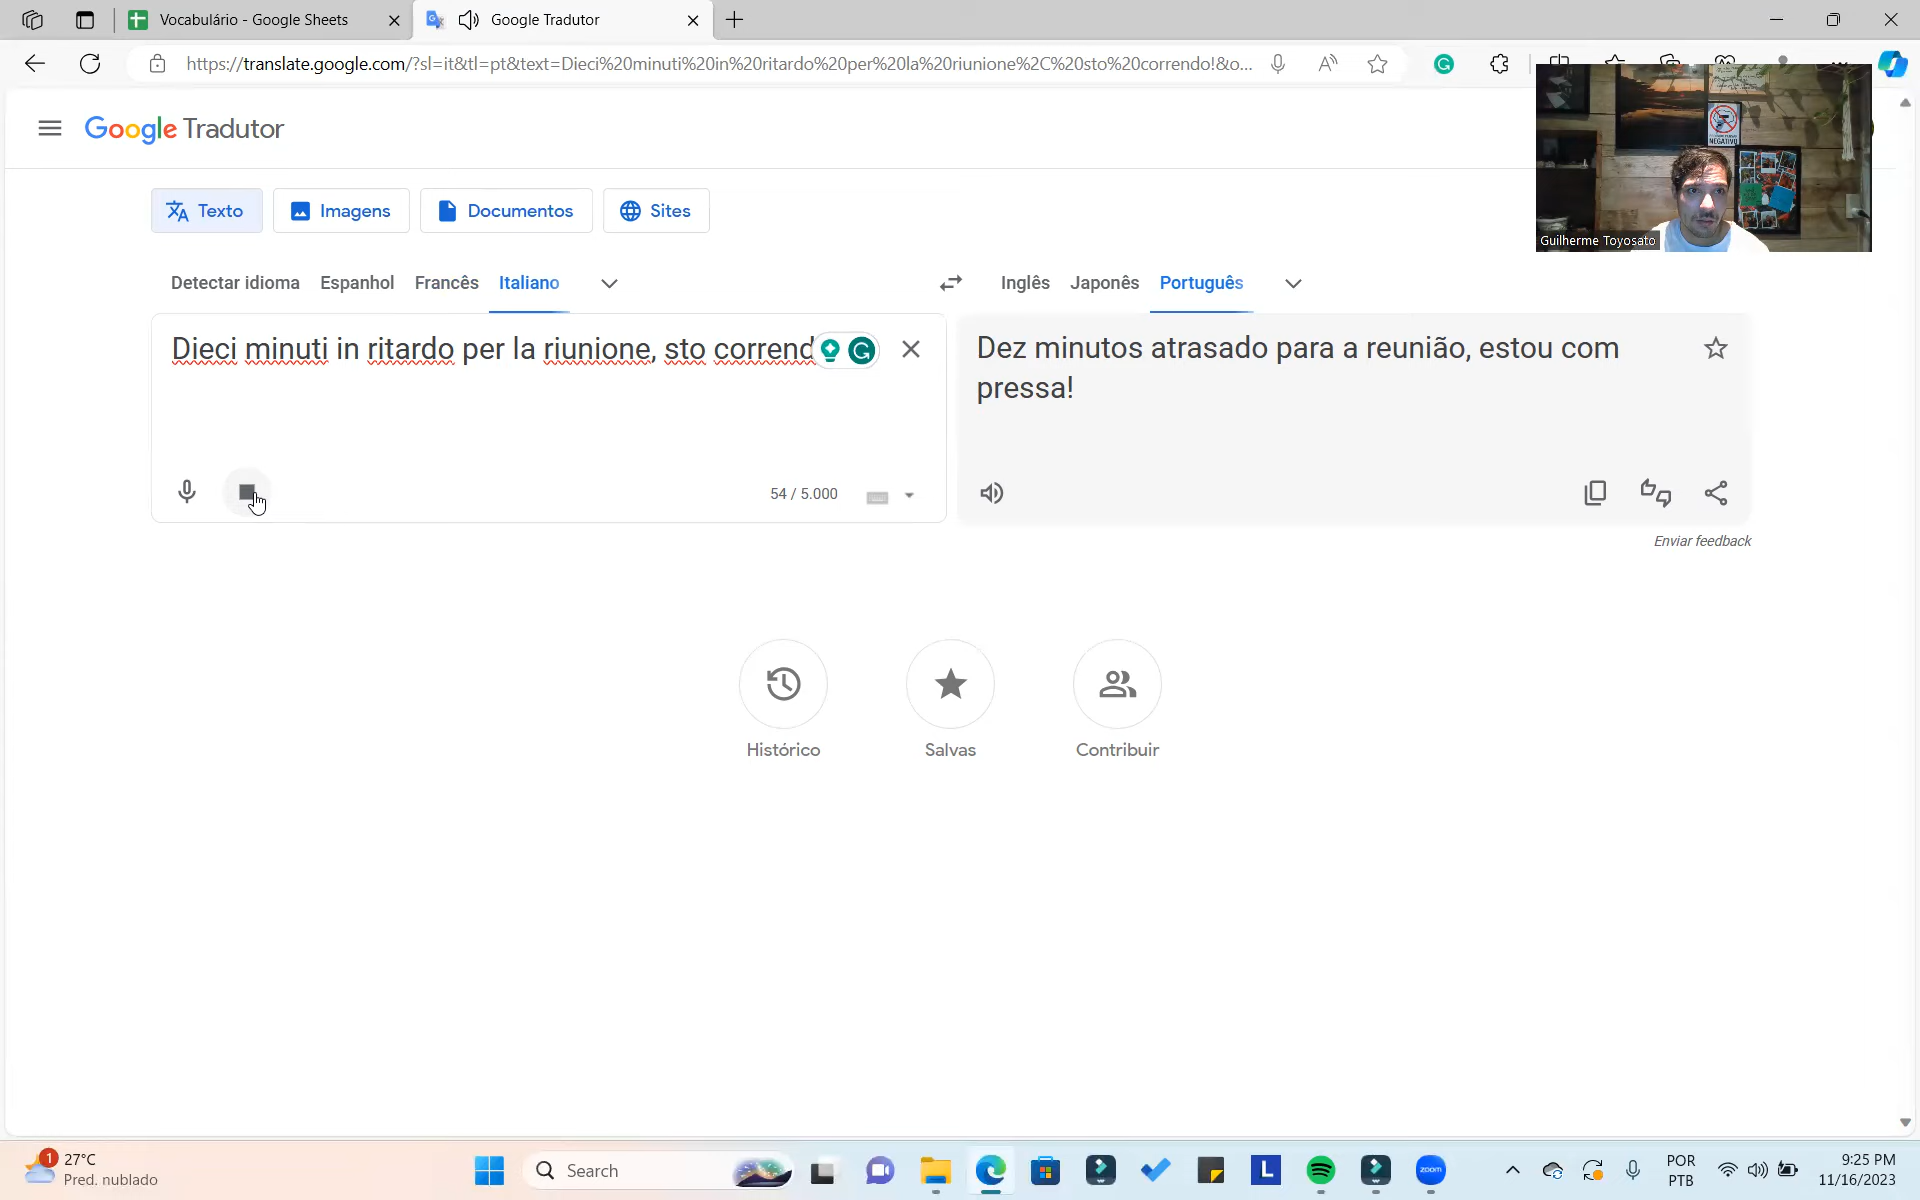 Vocabulário - Google Sheets
Google Tradutor
https://translate.google.com/?sl=it&tl=pt&text=Dieci%20minuti%20in%20ritardo%20per%20la%20riunione%2C%20sto%20correndo!&o...
Google Tradutor
NEGATIVO
Guilherme Toyosato
Texto
Imagens
Documentos
Sites
Detectar idioma Espanhol Francês Italiano
Inglês Japonês Português
Dieci minuti in ritardo per la riunione, sto corrend
Dez minutos atrasado para a reunião, estou com
pressa!
54 / 5.000
Enviar feedback
Histórico
Salvas
Contribuir
1
27°C
Pred. nublado
Search
L
zoom
POR
PTB
9:25 PM
11/16/2023